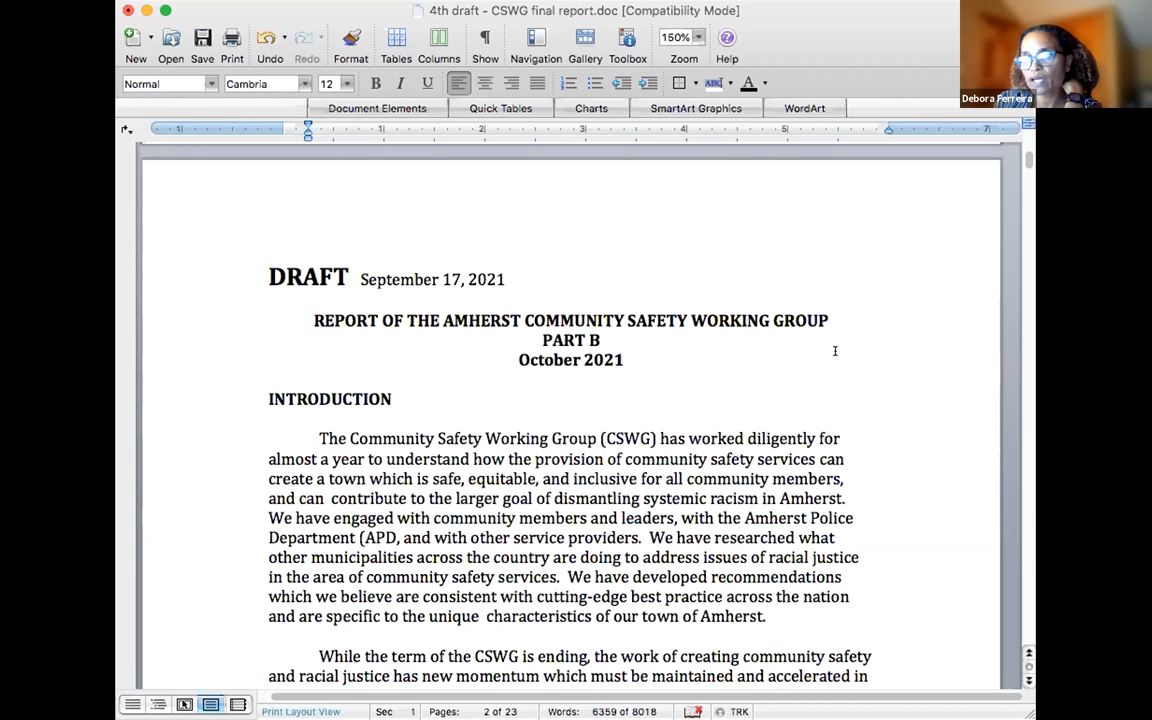 4th draft - CSWG final report.doc [Compatibility Mode]
New Open Save Print Undo Redo Format Tables Columns Show Navigation Gallery Toolbox Zoom Help
150%
Normal Cambria 12 B I U ABC A
Document Elements Quick Tables Charts SmartArt Graphics WordArt
1 1 2 3 4 5 7
Debora Ferreira
DRAFT September 17, 2021
REPORT OF THE AMHERST COMMUNITY SAFETY WORKING GROUP
PART B
October 2021
INTRODUCTION
The Community Safety Working Group (CSWG) has worked diligently for
almost a year to understand how the provision of community safety services can
create a town which is safe, equitable, and inclusive for all community members,
and can contribute to the larger goal of dismantling systemic racism in Amherst.
We have engaged with community members and leaders, with the Amherst Police
Department (APD, and with other service providers. We have researched what
other municipalities across the country are doing to address issues of racial justice
in the area of community safety services. We have developed recommendations
which we believe are consistent with cutting-edge best practice across the nation
and are specific to the unique characteristics of our town of Amherst.
While the term of the CSWG is ending, the work of creating community safety
and racial justice has new momentum which must be maintained and accelerated in
Print Layout View Sec 1 Pages: 2 of 23 Words: 6359 of 8018 TRK